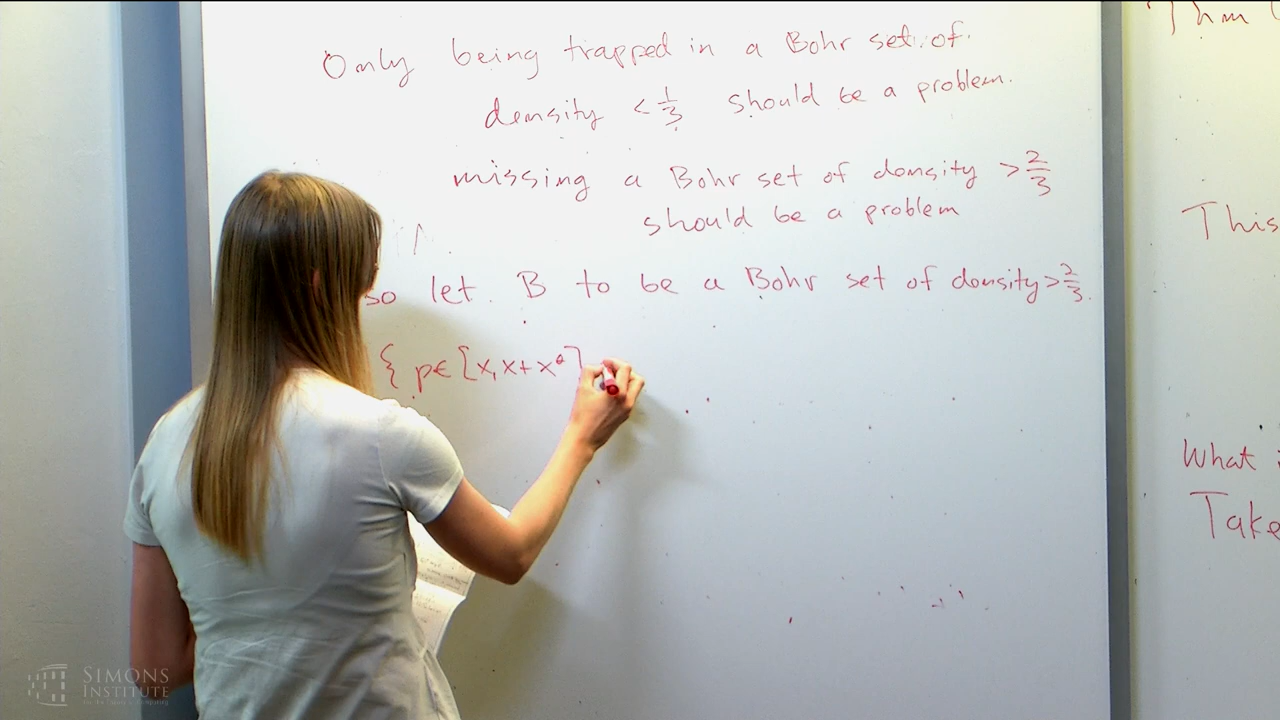 Only being trapped in a Bohr set of
density < 1/3 should be a problem.
missing a Bohr set of density > 2/3
should be a problem
so let B to be a Bohr set of density > 2/3.
{ p ∈ [x, x + x^θ]
Thm
This
What
Take
SIMONS
INSTITUTE